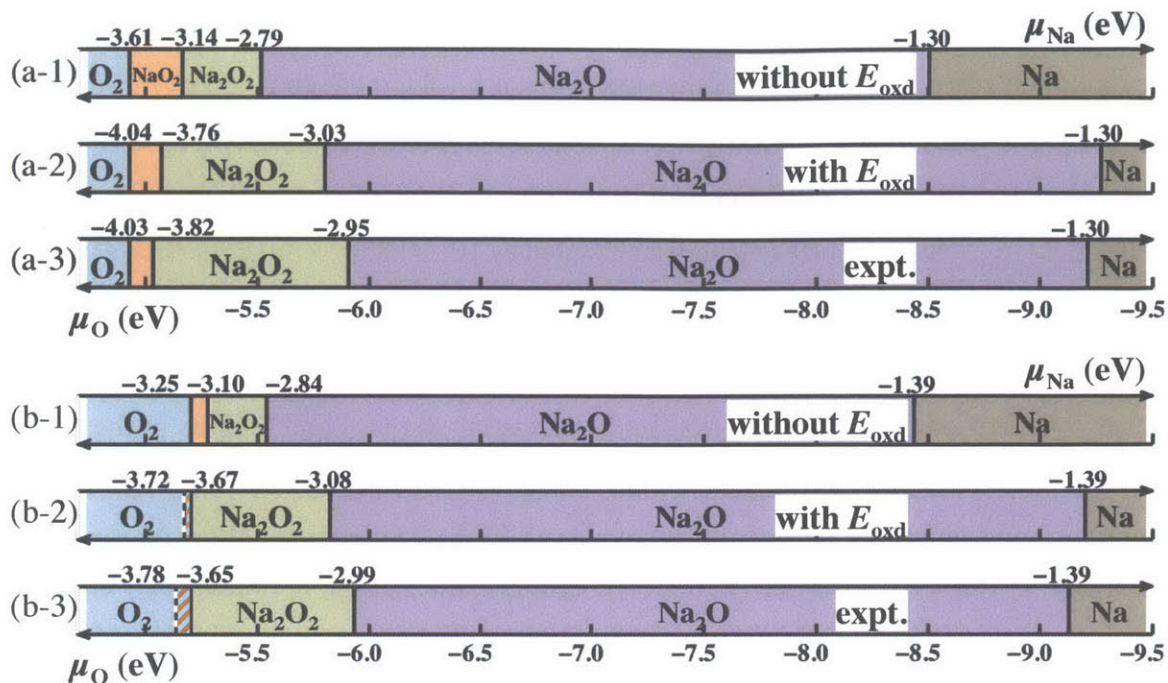 −3.61 −3.14 −2.79 −1.30 μNa (eV)
(a-1) O₂ NaO₂ Na₂O₂ Na₂O without Eoxd Na
−4.04 −3.76 −3.03 −1.30
(a-2) O₂ Na₂O₂ Na₂O with Eoxd Na
−4.03 −3.82 −2.95 −1.30
(a-3) O₂ Na₂O₂ Na₂O expt. Na
μO (eV) −5.5 −6.0 −6.5 −7.0 −7.5 −8.0 −8.5 −9.0 −9.5
−3.25 −3.10 −2.84 −1.39 μNa (eV)
(b-1) O₂ Na₂O₂ Na₂O without Eoxd Na
−3.72 −3.67 −3.08 −1.39
(b-2) O₂ Na₂O₂ Na₂O with Eoxd Na
−3.78 −3.65 −2.99 −1.39
(b-3) O₂ Na₂O₂ Na₂O expt. Na
μO (eV) −5.5 −6.0 −6.5 −7.0 −7.5 −8.0 −8.5 −9.0 −9.5